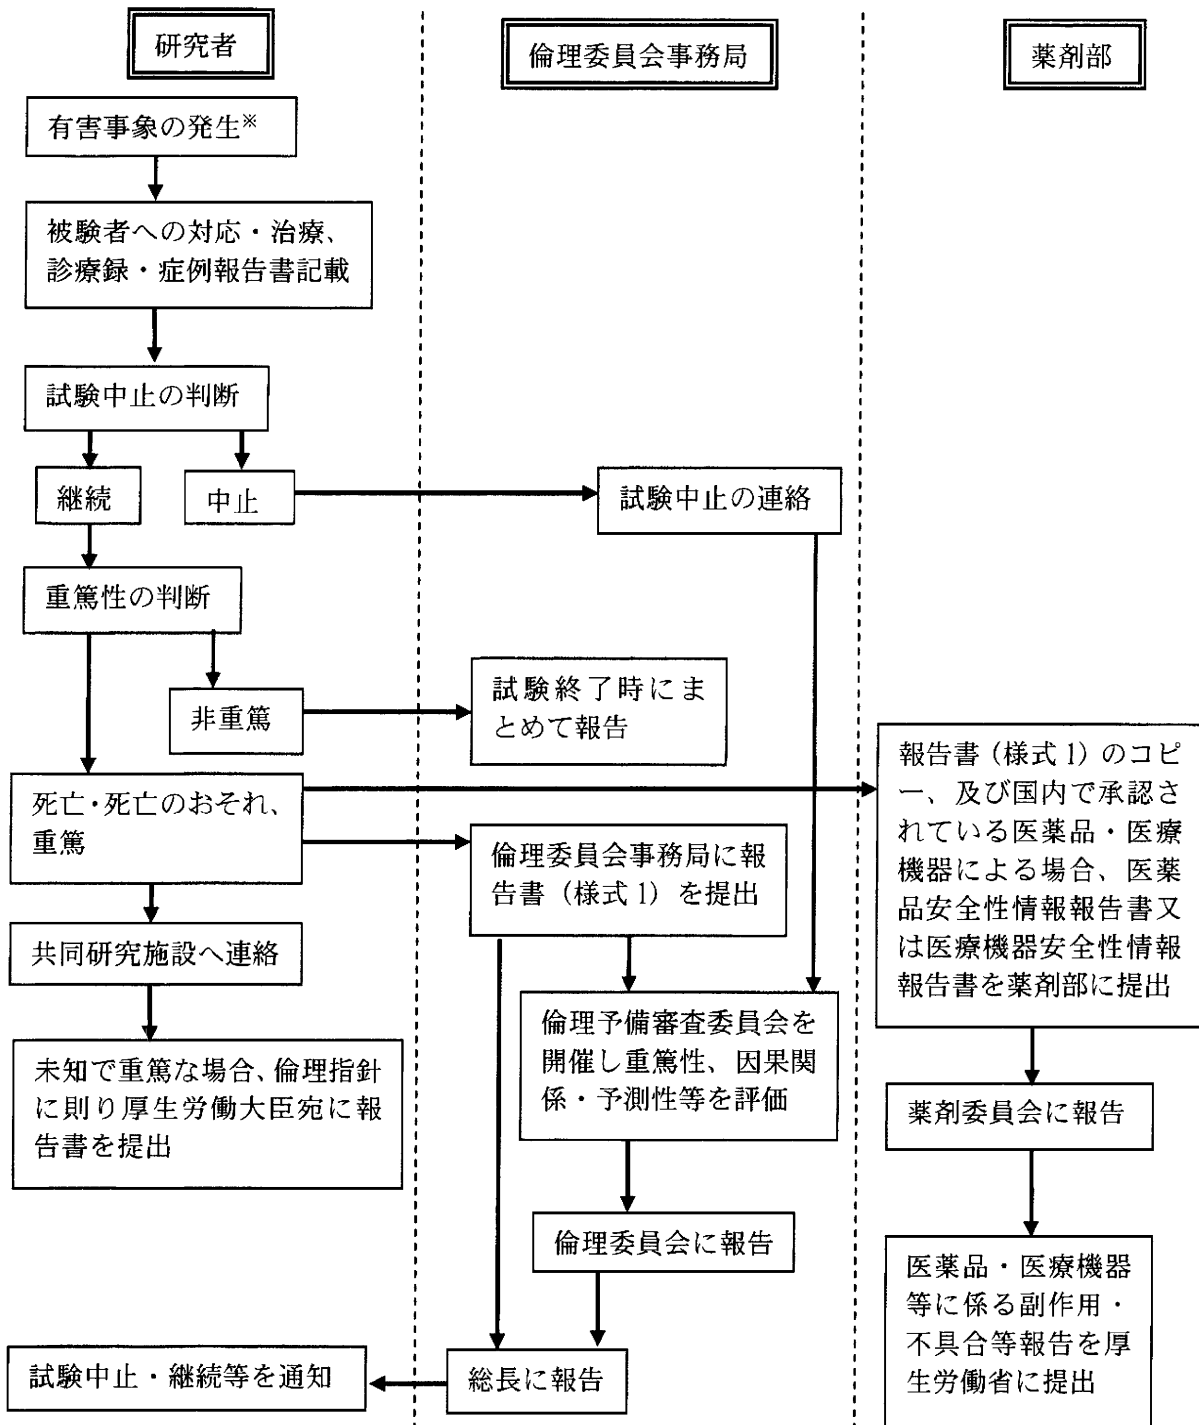 研究者
倫理委員会事務局
薬剤部
有害事象の発生※
被験者への対応・治療、
診療録・症例報告書記載
試験中止の判断
継続
中止
試験中止の連絡
重篤性の判断
非重篤
試験終了時にま
とめて報告
死亡・死亡のおそれ、
重篤
倫理委員会事務局に報
告書（様式1）を提出
報告書（様式1）のコピ
ー、及び国内で承認さ
れている医薬品・医療
機器による場合、医薬
品安全性情報報告書又
は医療機器安全性情報
報告書を薬剤部に提出
共同研究施設へ連絡
未知で重篤な場合、倫理指針
に則り厚生労働大臣宛に報
告書を提出
倫理予備審査委員会を
開催し重篤性、因果関
係・予測性等を評価
薬剤委員会に報告
倫理委員会に報告
医薬品・医療機器
等に係る副作用・
不具合等報告を厚
生労働省に提出
総長に報告
試験中止・継続等を通知